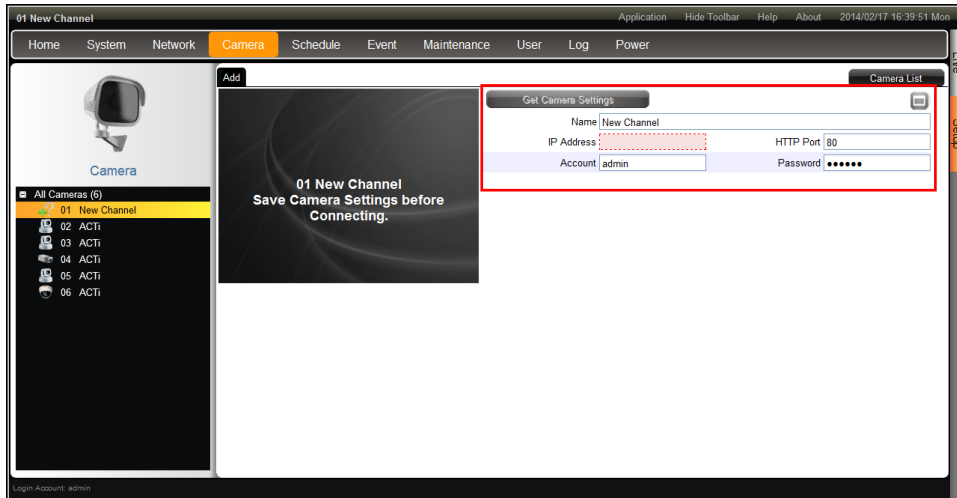 01 New Channel
Application Hide Toolbar Help About 2014/02/17 16:39:51 Mon
Home System Network Camera Schedule Event Maintenance User Log Power
Live
Setup
Camera
All Cameras (6)
01 New Channel
02 ACTi
03 ACTi
04 ACTi
05 ACTi
06 ACTi
Add
Camera List
01 New Channel
Save Camera Settings before
Connecting.
Get Camera Settings
Name New Channel
IP Address HTTP Port 80
Account admin Password ●●●●●●
Login Account: admin